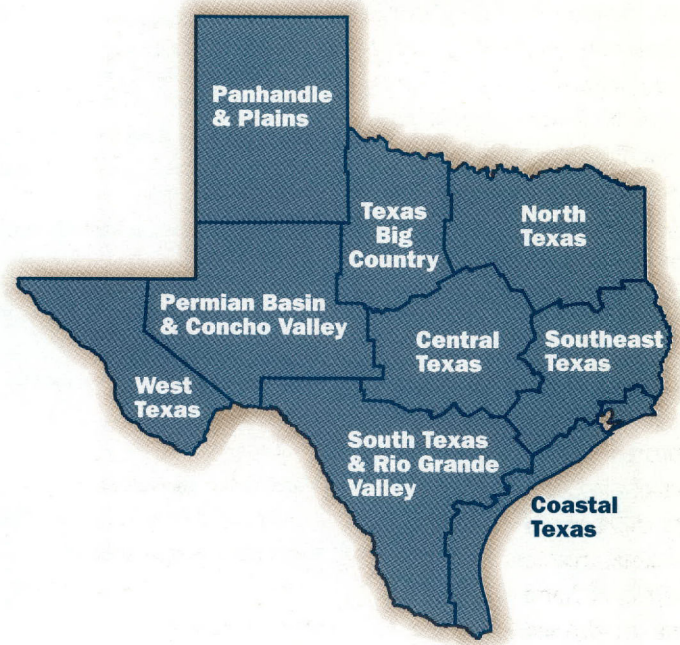 Panhandle
& Plains
Texas
Big
Country
North
Texas
Permian Basin
& Concho Valley
Central
Texas
Southeast
Texas
West
Texas
South Texas
& Rio Grande
Valley
Coastal
Texas